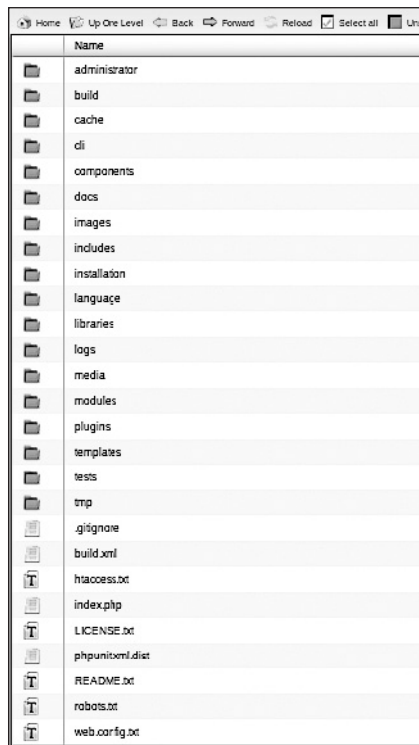 Home Up One Level Back Forward Reload Select all Un
Name
administrator
build
cache
cli
components
docs
images
includes
installation
language
libraries
logs
media
modules
plugins
templates
tests
tmp
.gitignore
build.xml
htaccess.txt
index.php
LICENSE.txt
phpunitxml.dist
README.txt
robots.txt
web.config.txt